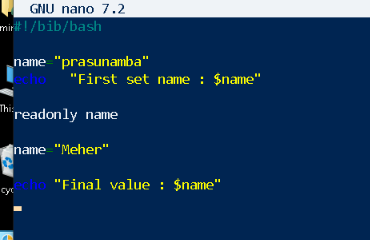 GNU nano 7.2
#!/bib/bash
name="prasunamba"
echo   "First set name : $name"
readonly name
name="Meher"
echo "Final value : $name"